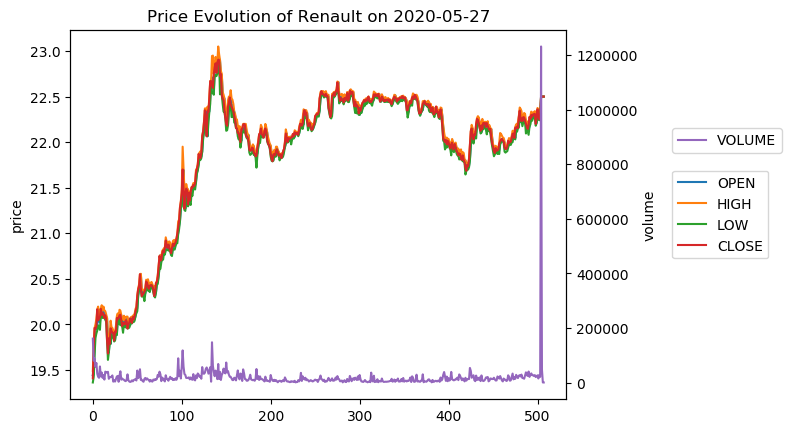 Price Evolution of Renault on 2020-05-27
23.0
22.5
22.0
21.5
21.0
20.5
20.0
19.5
price
0
100
200
300
400
500
1200000
1000000
800000
600000
400000
200000
0
volume
VOLUME
OPEN
HIGH
LOW
CLOSE